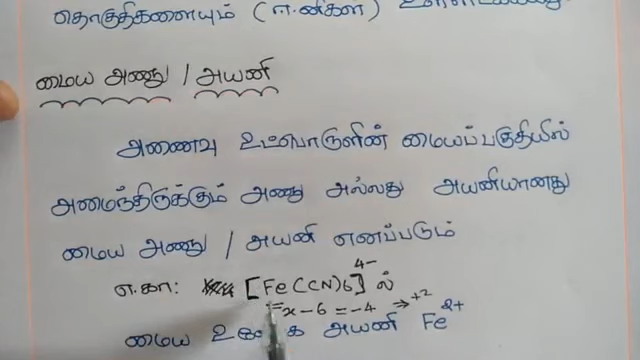 தொகுதிகளையும் (ஈ.னிகள்)
மைய அணு / அயனி
அணைவு உட்பொருளின் மையப்பகுதியில்
அமைந்திருக்கும் அணு அல்லது அயனியானது
மைய அணு / அயனி எனப்படும்
எ.கா: [Fe(CN)6]⁴⁻ ல்
= x - 6 = -4 ⇒ +2
மைய அயனி Fe²⁺